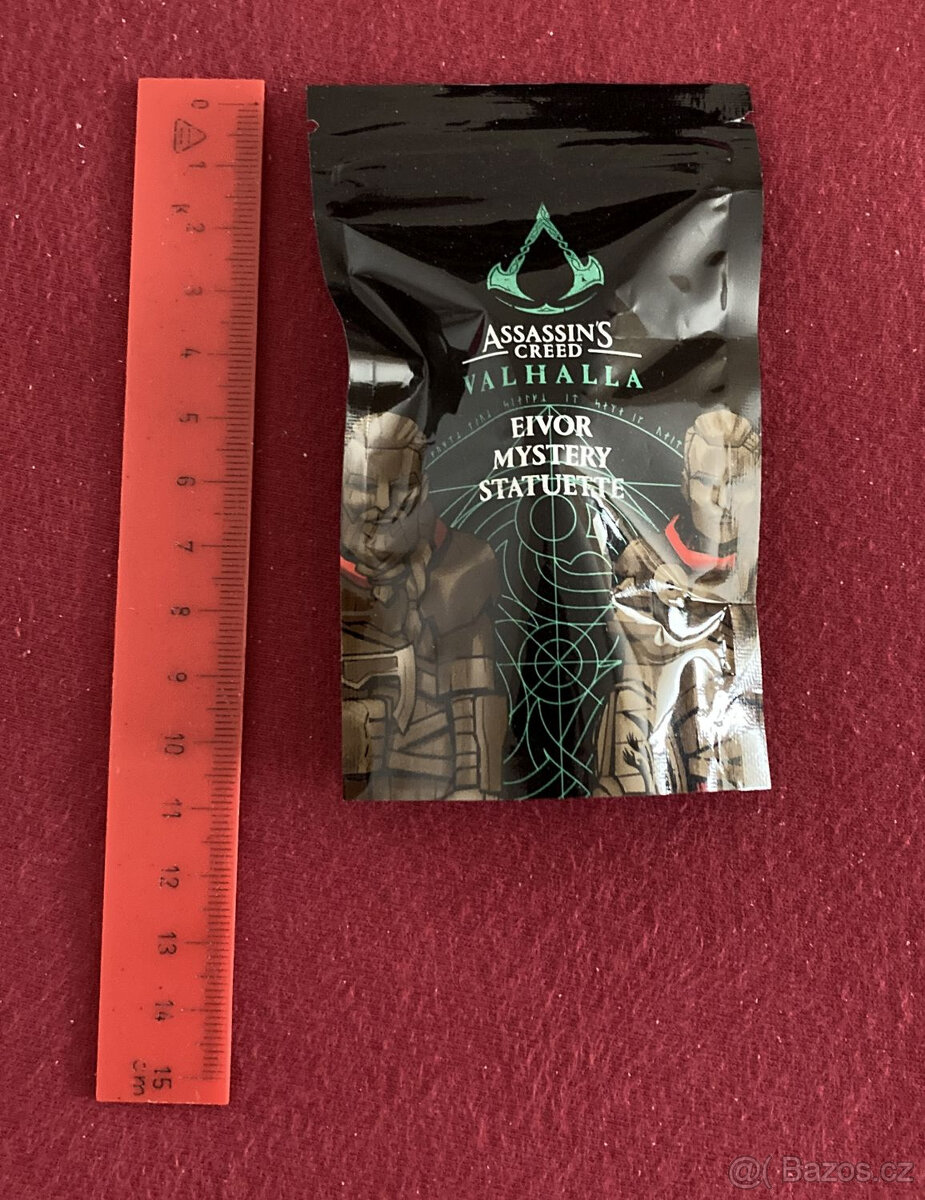 0
1
K
2
3
4
5
6
7
8
9
10
11
12
13
14
15
cm
ASSASSIN'S
CREED
VALHALLA
EIVOR
MYSTERY
STATUETTE
@( Bazos.cz